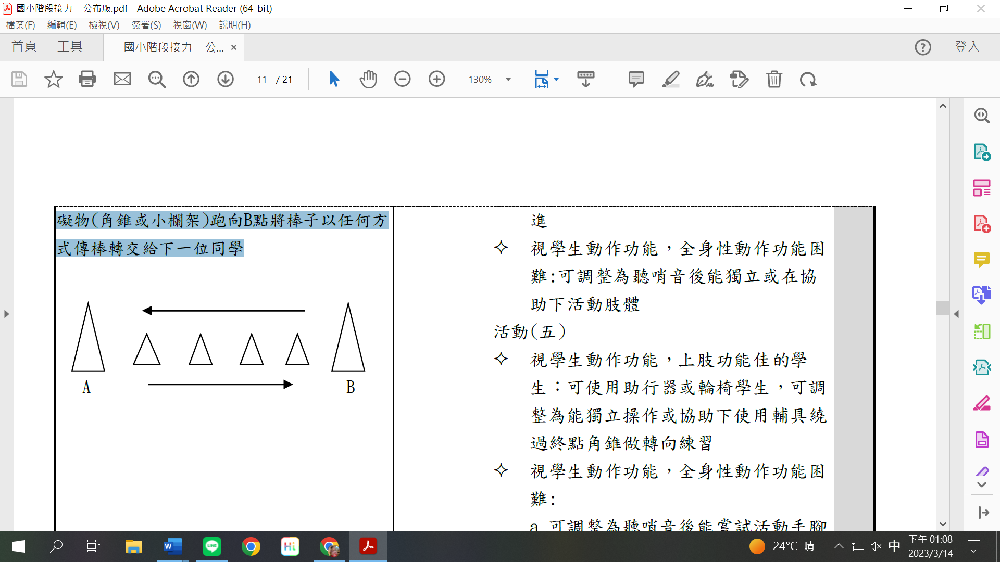 國小階段接力 公布版.pdf - Adobe Acrobat Reader (64-bit)
檔案(F) 編輯(E) 檢視(V) 簽署(S) 視窗(W) 說明(H)
首頁 工具 國小階段接力 公... × ? 登入
11 / 21 130%
礙物(角錐或小欄架)跑向B點將棒子以任何方
式傳棒轉交給下一位同學
A B
進
✧ 視學生動作功能，全身性動作功能困
難:可調整為聽哨音後能獨立或在協
助下活動肢體
活動(五)
✧ 視學生動作功能，上肢功能佳的學
生：可使用助行器或輪椅學生，可調
整為能獨立操作或協助下使用輔具繞
過終點角錐做轉向練習
✧ 視學生動作功能，全身性動作功能困
難:
a 可調整為聽哨音後能嘗試活動手腳
W LINE Hi 24°C 晴 中 下午 01:08
2023/3/14